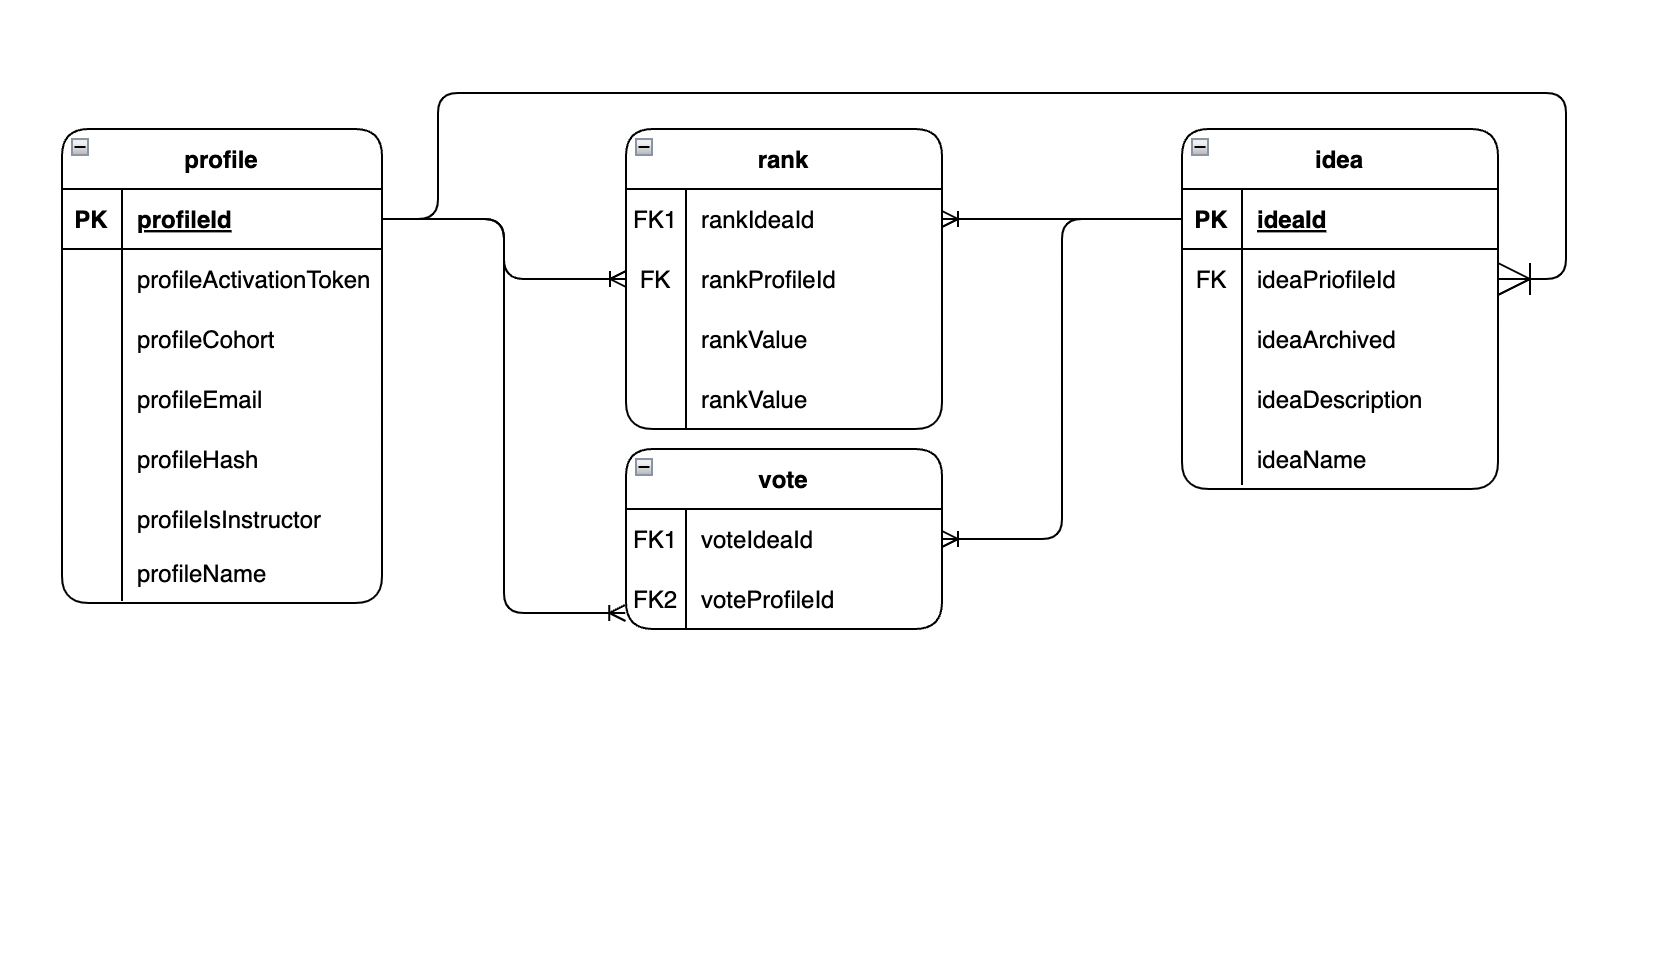 profile
PK profileId
profileActivationToken
profileCohort
profileEmail
profileHash
profileIsInstructor
profileName
rank
FK1 rankIdeaId
FK rankProfileId
rankValue
rankValue
vote
FK1 voteIdeaId
FK2 voteProfileId
idea
PK ideaId
FK ideaPriofileId
ideaArchived
ideaDescription
ideaName